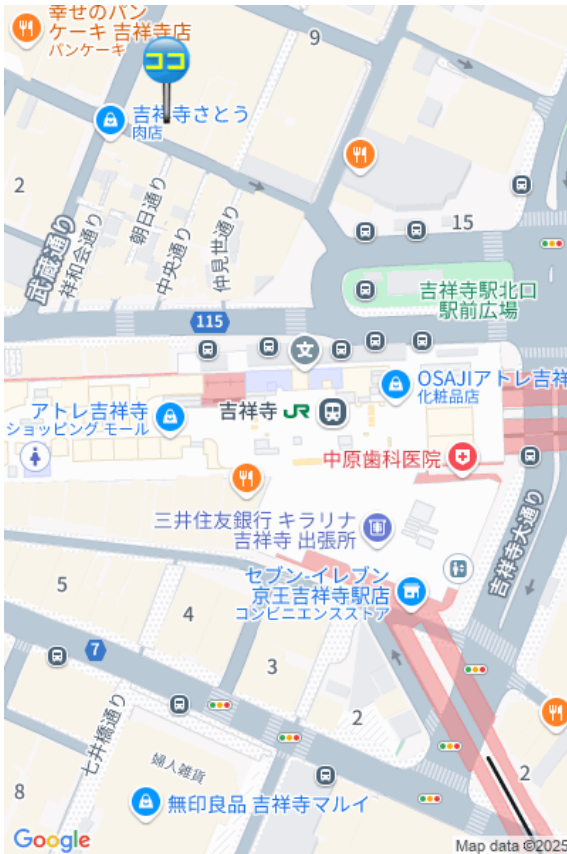 幸せのパン
ケーキ 吉祥寺店
パンケーキ
9
ココ
吉祥寺さとう
肉店
2
武蔵通り
祥和会通り
朝日通り
中央通り
仲見世通り
15
吉祥寺駅北口
駅前広場
115
文
OSAJIアトレ吉祥
化粧品店
アトレ吉祥寺
ショッピング モール
吉祥寺 JR
中原歯科医院
三井住友銀行 キラリナ
吉祥寺 出張所
吉祥寺大通り
セブン-イレブン
京王吉祥寺駅店
コンビニエンスストア
5
4
7
3
2
七井橋通り
婦人雑貨
2
8
無印良品 吉祥寺マルイ
Google
Map data ©2025